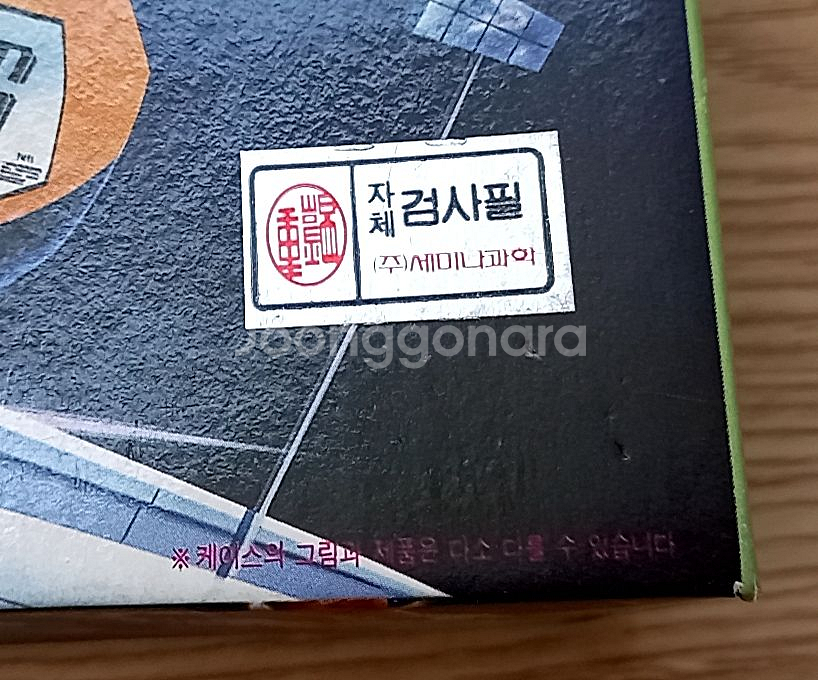 자체 검사필
(주)세미나과학
Joonggonara
※ 케이스의 그림과 제품은 다소 다를 수 있습니다